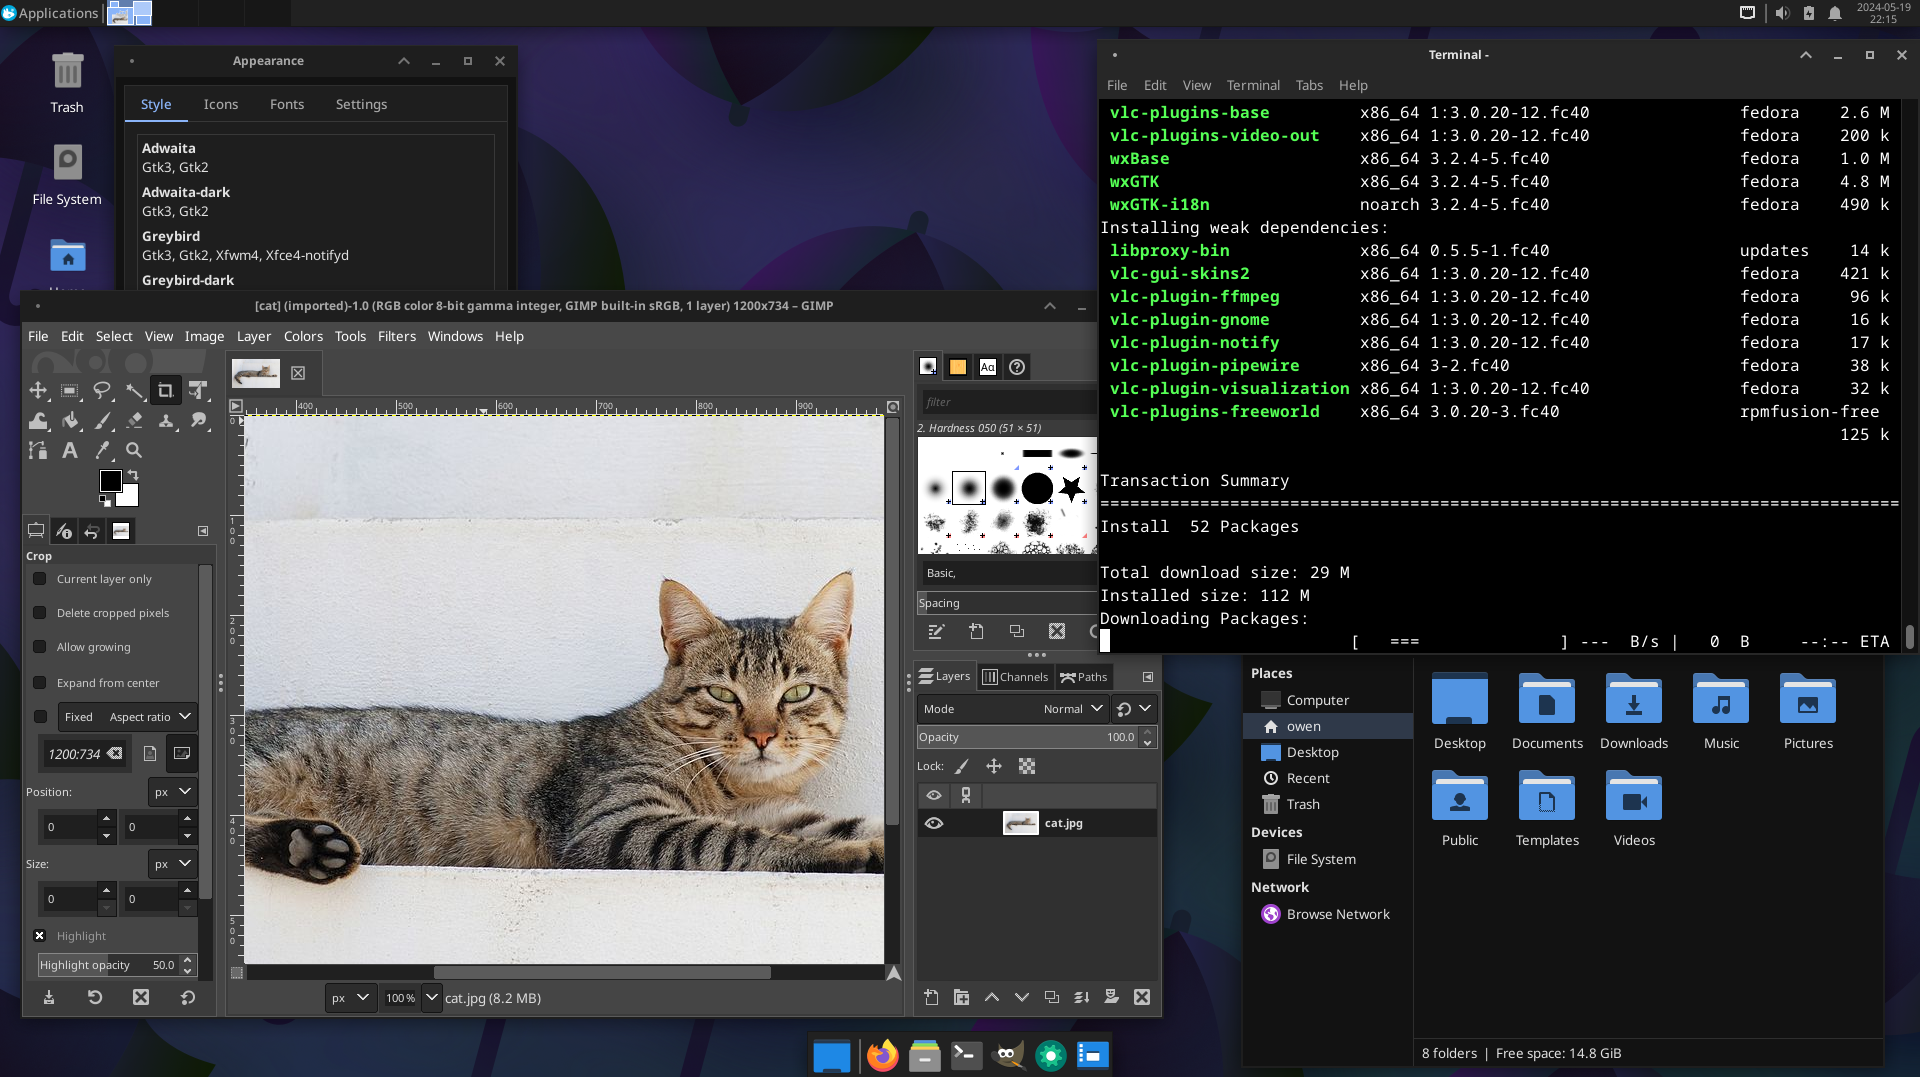 Applications
2024-05-19
22:15
Trash
File System
Appearance
Style Icons Fonts Settings
Adwaita
Gtk3, Gtk2
Adwaita-dark
Gtk3, Gtk2
Greybird
Gtk3, Gtk2, Xfwm4, Xfce4-notifyd
Greybird-dark
Terminal -
File Edit View Terminal Tabs Help
vlc-plugins-base x86_64 1:3.0.20-12.fc40 fedora 2.6 M
vlc-plugins-video-out x86_64 1:3.0.20-12.fc40 fedora 200 k
wxBase x86_64 3.2.4-5.fc40 fedora 1.0 M
wxGTK x86_64 3.2.4-5.fc40 fedora 4.8 M
wxGTK-i18n noarch 3.2.4-5.fc40 fedora 490 k
Installing weak dependencies:
libproxy-bin x86_64 0.5.5-1.fc40 updates 14 k
vlc-gui-skins2 x86_64 1:3.0.20-12.fc40 fedora 421 k
vlc-plugin-ffmpeg x86_64 1:3.0.20-12.fc40 fedora 96 k
vlc-plugin-gnome x86_64 1:3.0.20-12.fc40 fedora 16 k
vlc-plugin-notify x86_64 1:3.0.20-12.fc40 fedora 17 k
vlc-plugin-pipewire x86_64 3-2.fc40 fedora 38 k
vlc-plugin-visualization x86_64 1:3.0.20-12.fc40 fedora 32 k
vlc-plugins-freeworld x86_64 3.0.20-3.fc40 rpmfusion-free
125 k
Transaction Summary
================================================================================
Install 52 Packages
Total download size: 29 M
Installed size: 112 M
Downloading Packages:
[ === ] --- B/s | 0 B --:-- ETA
[cat] (imported)-1.0 (RGB color 8-bit gamma integer, GIMP built-in sRGB, 1 layer) 1200x734 – GIMP
File Edit Select View Image Layer Colors Tools Filters Windows Help
A
Crop
Current layer only
Delete cropped pixels
Allow growing
Expand from center
Fixed Aspect ratio
1200:734
Position: px
0 0
Size: px
0 0
Highlight
Highlight opacity 50.0
400 500 600 700 800 900
0
100
200
300
400
500
px 100 % cat.jpg (8.2 MB)
Aα
filter
2. Hardness 050 (51 × 51)
Basic,
Spacing
Layers Channels Paths
Mode Normal
Opacity 100.0
Lock:
cat.jpg
Places
Computer
owen
Desktop
Recent
Trash
Devices
File System
Network
Browse Network
Desktop Documents Downloads Music Pictures
Public Templates Videos
8 folders | Free space: 14.8 GiB